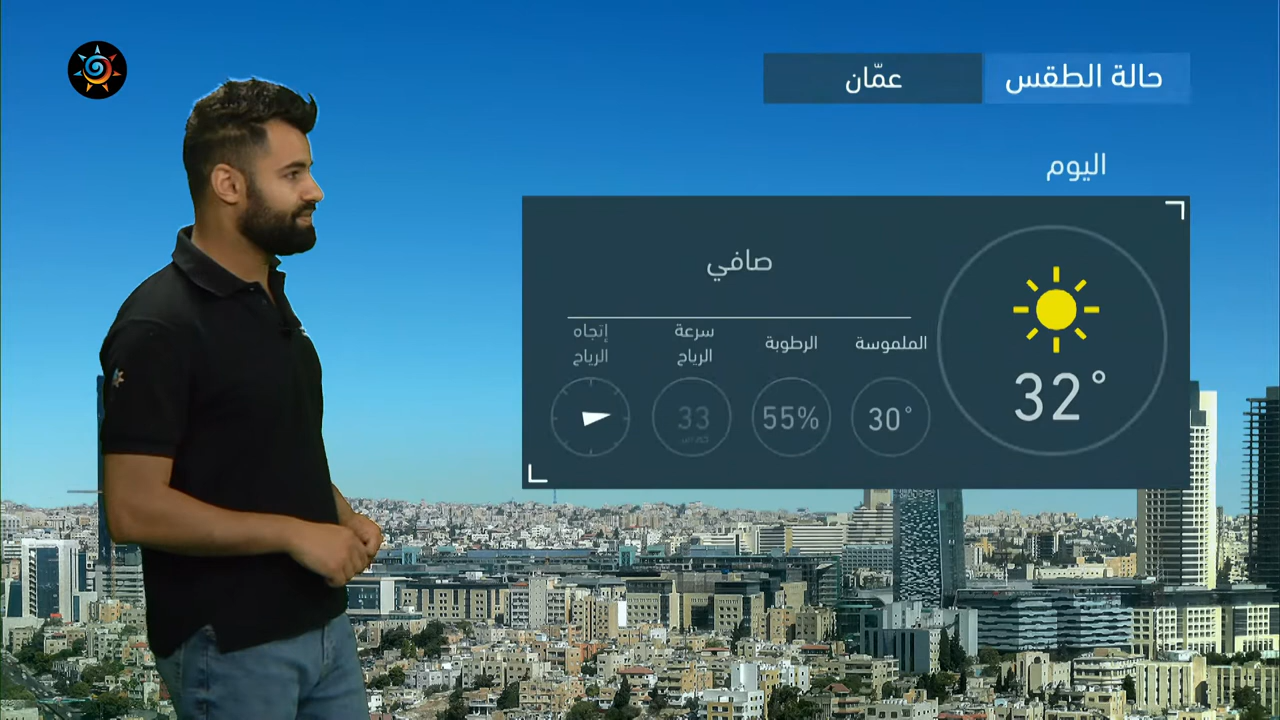 حالة الطقس
عمّان
اليوم
صافي
32°
الملموسة
الرطوبة
سرعة
الرياح
إتجاه
الرياح
30°
55%
33